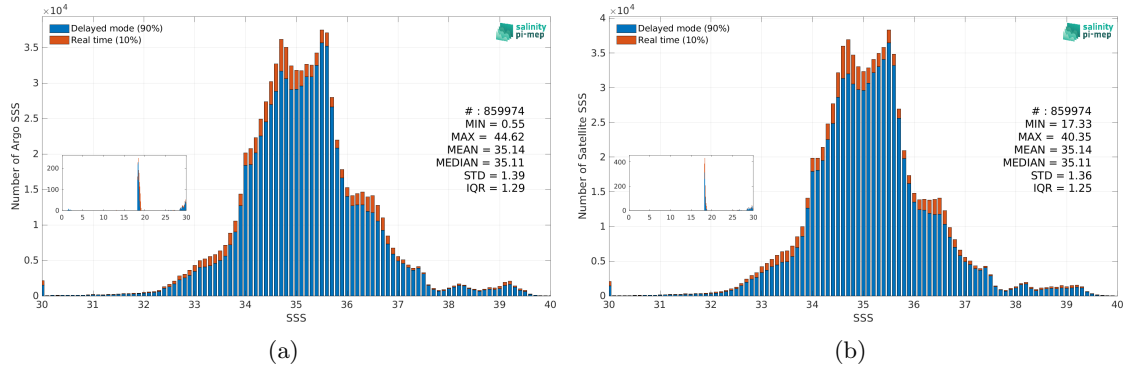 ×10⁴
Delayed mode (90%)
Real time (10%)
salinity
pi-mep
Number of Argo SSS
3.5
3
2.5
2
1.5
1
0.5
0
# : 859974
MIN = 0.55
MAX = 44.62
MEAN = 35.14
MEDIAN = 35.11
STD = 1.39
IQR = 1.29
200
100
0
0 5 10 15 20 25 30
30 31 32 33 34 35 36 37 38 39 40
SSS
(a)
×10⁴
Delayed mode (90%)
Real time (10%)
salinity
pi-mep
Number of Satellite SSS
4
3.5
3
2.5
2
1.5
1
0.5
0
# : 859974
MIN = 17.33
MAX = 40.35
MEAN = 35.14
MEDIAN = 35.11
STD = 1.36
IQR = 1.25
400
200
0
0 5 10 15 20 25 30
30 31 32 33 34 35 36 37 38 39 40
SSS
(b)